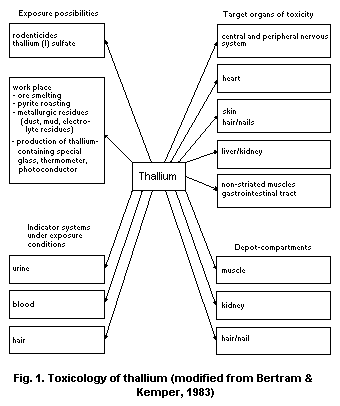 Exposure possibilities
rodenticides
thallium (I) sulfate
work place
- ore smelting
- pyrite roasting
- metallurgic residues
(dust, mud, electro-
lyte residues)
- production of thallium-
containing special
glass, thermometer,
photoconductor
Target organs of toxicity
central and peripheral nervous
system
heart
skin
hair/nails
liver/kidney
non-striated muscles
gastrointestinal tract
Thallium
Indicator systems
under exposure
conditions
urine
blood
hair
Depot-compartments
muscle
kidney
hair/nail
Fig. 1. Toxicology of thallium (modified from Bertram &
Kemper, 1983)